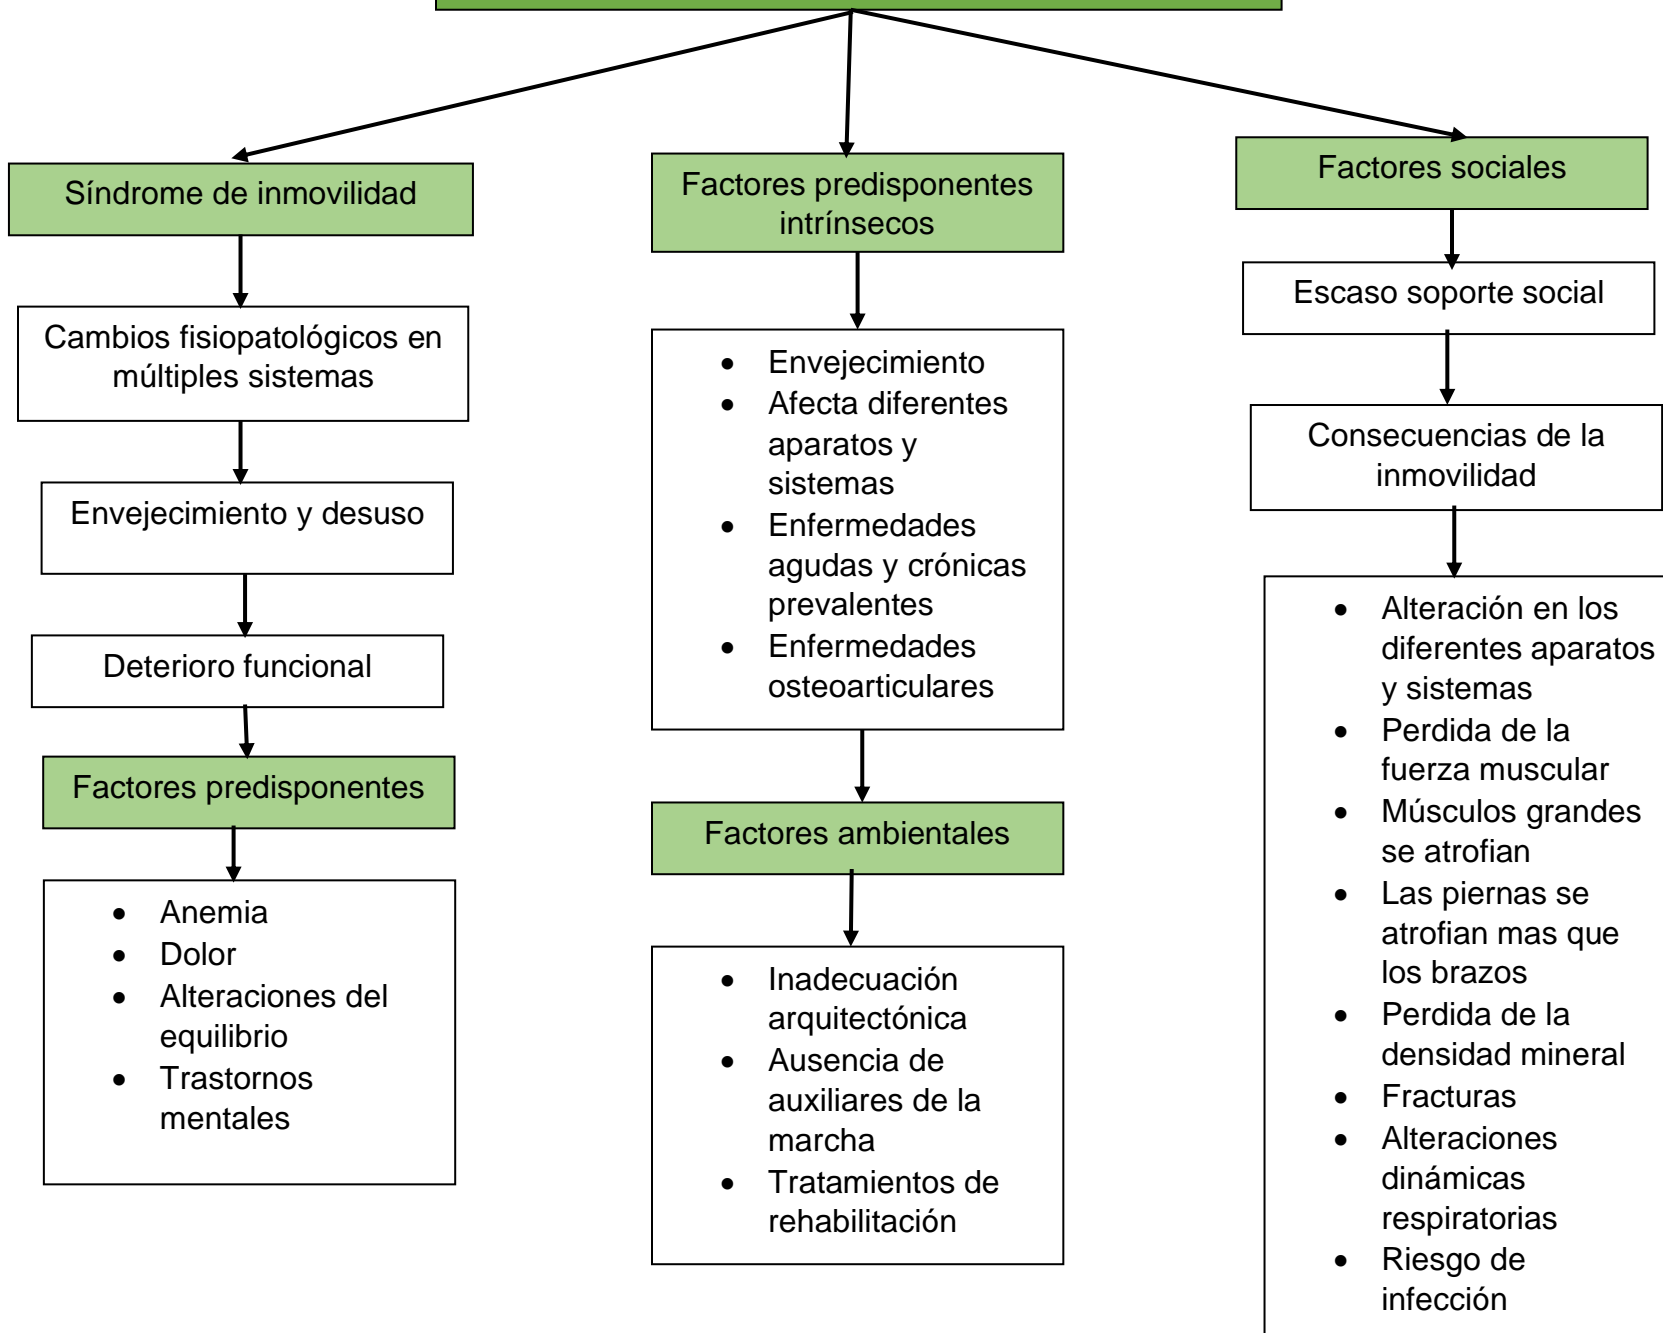 Síndrome de inmovilidad
Cambios fisiopatológicos en
múltiples sistemas
Envejecimiento y desuso
Deterioro funcional
Factores predisponentes
• Anemia
• Dolor
• Alteraciones del
equilibrio
• Trastornos
mentales
Factores predisponentes
intrínsecos
• Envejecimiento
• Afecta diferentes
aparatos y
sistemas
• Enfermedades
agudas y crónicas
prevalentes
• Enfermedades
osteoarticulares
Factores ambientales
• Inadecuación
arquitectónica
• Ausencia de
auxiliares de la
marcha
• Tratamientos de
rehabilitación
Factores sociales
Escaso soporte social
Consecuencias de la
inmovilidad
• Alteración en los
diferentes aparatos
y sistemas
• Perdida de la
fuerza muscular
• Músculos grandes
se atrofian
• Las piernas se
atrofian mas que
los brazos
• Perdida de la
densidad mineral
• Fracturas
• Alteraciones
dinámicas
respiratorias
• Riesgo de
infección